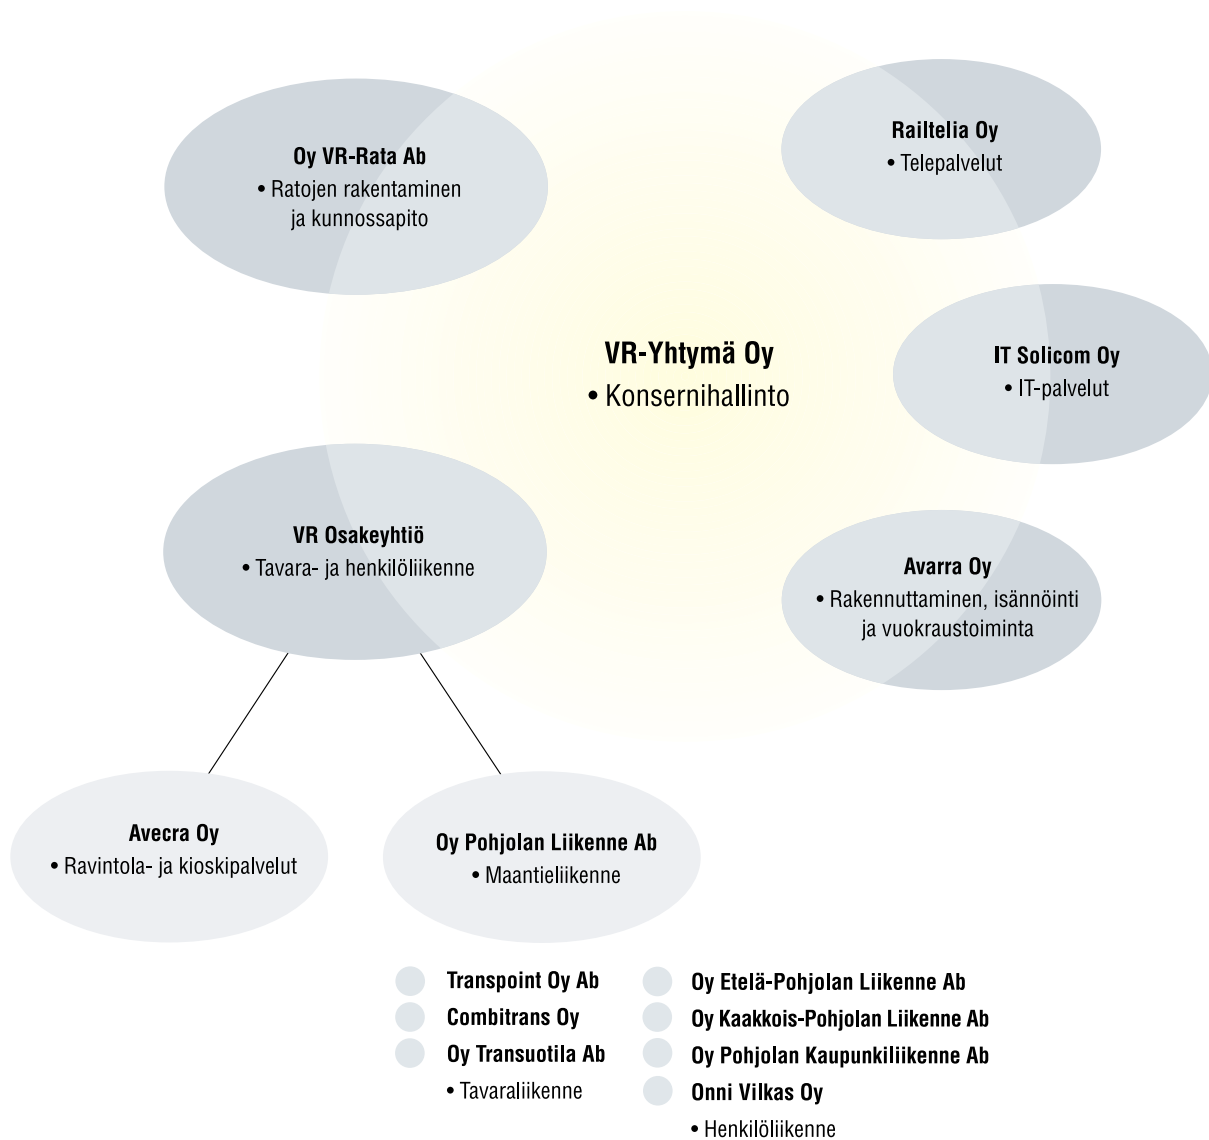 Oy VR-Rata Ab
• Ratojen rakentaminen
ja kunnossapito
Railtelia Oy
• Telepalvelut
VR-Yhtymä Oy
• Konsernihallinto
IT Solicom Oy
• IT-palvelut
VR Osakeyhtiö
• Tavara- ja henkilöliikenne
Avarra Oy
• Rakennuttaminen, isännöinti
ja vuokraustoiminta
Avecra Oy
• Ravintola- ja kioskipalvelut
Oy Pohjolan Liikenne Ab
• Maantieliikenne
Transpoint Oy Ab
Combitrans Oy
Oy Transuotila Ab
• Tavaraliikenne
Oy Etelä-Pohjolan Liikenne Ab
Oy Kaakkois-Pohjolan Liikenne Ab
Oy Pohjolan Kaupunkiliikenne Ab
Onni Vilkas Oy
• Henkilöliikenne